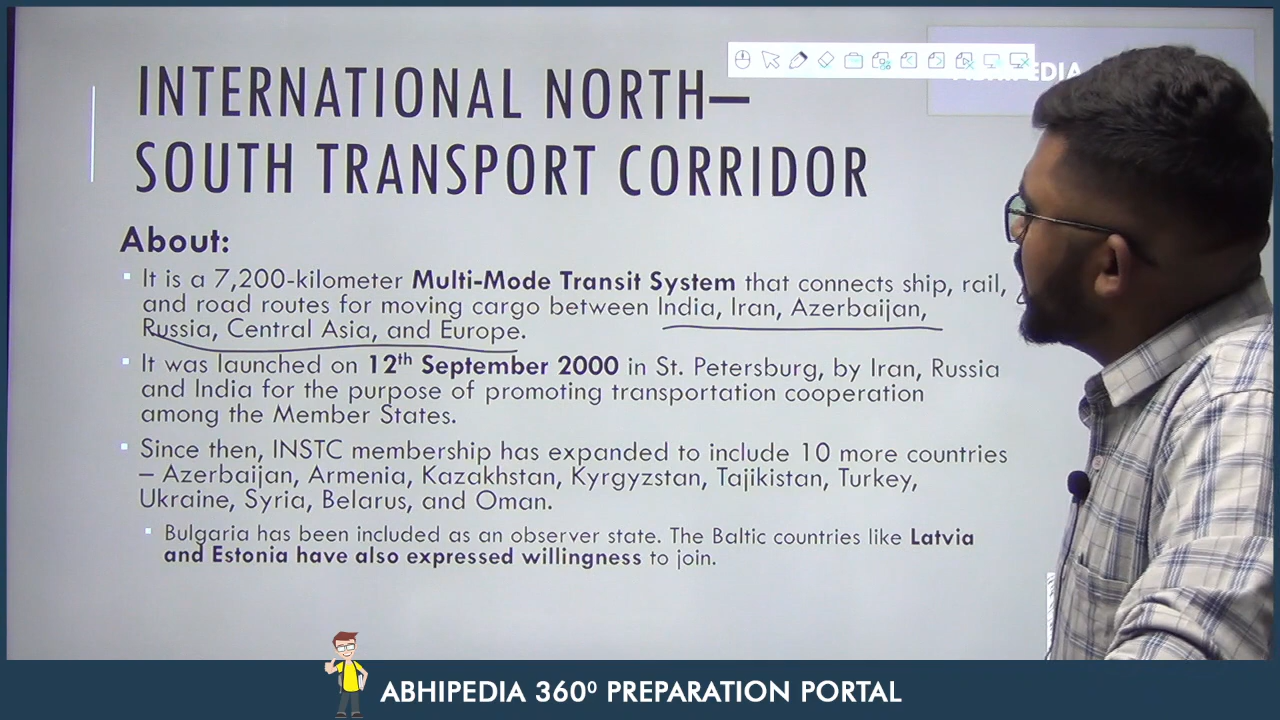 EDIA
INTERNATIONAL NORTH–
SOUTH TRANSPORT CORRIDOR
About:
It is a 7,200-kilometer Multi-Mode Transit System that connects ship, rail,
and road routes for moving cargo between India, Iran, Azerbaijan,
Russia, Central Asia, and Europe.
It was launched on 12th September 2000 in St. Petersburg, by Iran, Russia
and India for the purpose of promoting transportation cooperation
among the Member States.
Since then, INSTC membership has expanded to include 10 more countries
– Azerbaijan, Armenia, Kazakhstan, Kyrgyzstan, Tajikistan, Turkey,
Ukraine, Syria, Belarus, and Oman.
Bulgaria has been included as an observer state. The Baltic countries like Latvia
and Estonia have also expressed willingness to join.
ABHIPEDIA 360⁰ PREPARATION PORTAL